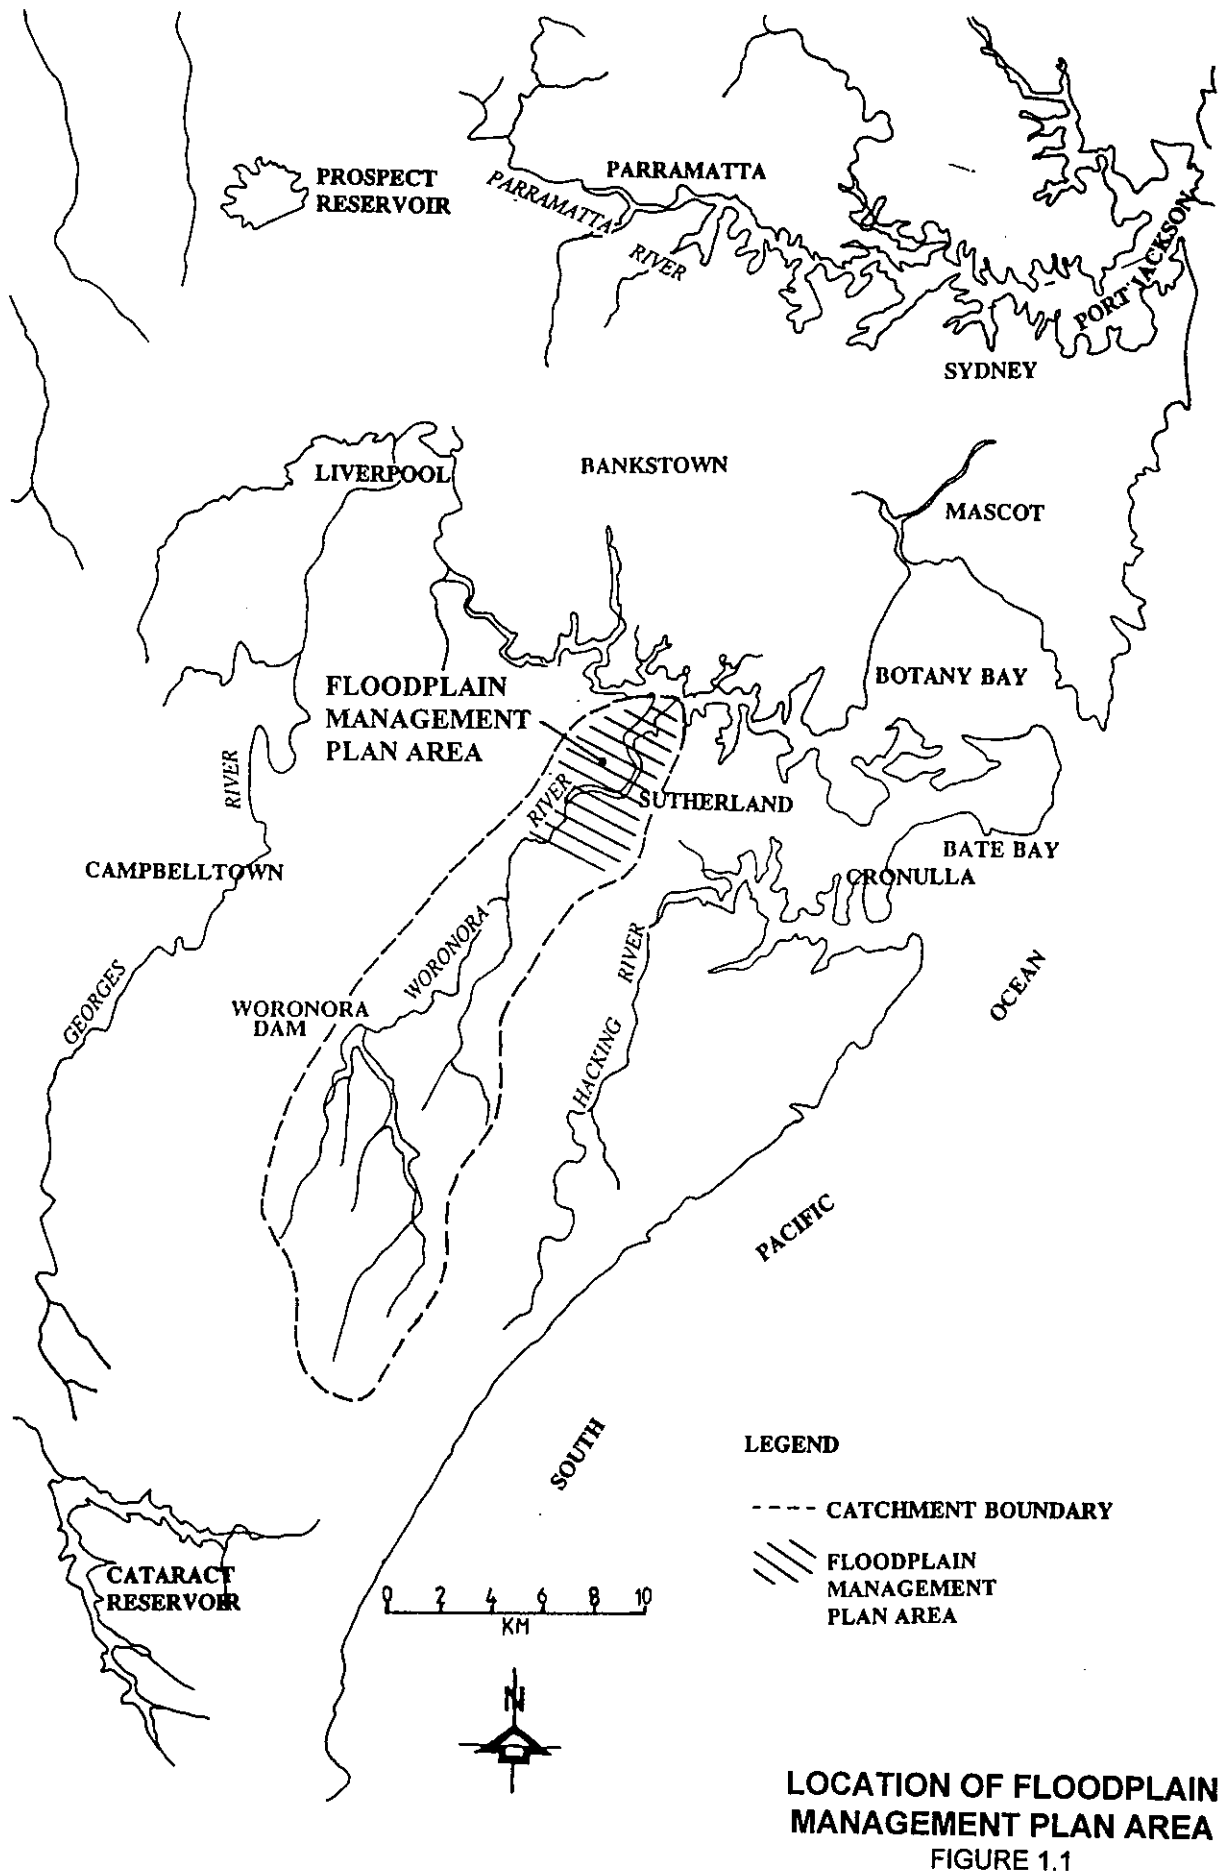 PROSPECT
RESERVOIR
PARRAMATTA
PARRAMATTA
RIVER
PORT JACKSON
SYDNEY
LIVERPOOL
BANKSTOWN
MASCOT
BOTANY BAY
FLOODPLAIN
MANAGEMENT
PLAN AREA
RIVER
RIVER
SUTHERLAND
BATE BAY
CAMPBELLTOWN
CRONULLA
WORONORA
RIVER
GEORGES
WORONORA
DAM
OCEAN
HACKING
PACIFIC
SOUTH
LEGEND
CATCHMENT BOUNDARY
FLOODPLAIN
MANAGEMENT
PLAN AREA
CATARACT
RESERVOIR
0 2 4 6 8 10
KM
N
LOCATION OF FLOODPLAIN
MANAGEMENT PLAN AREA
FIGURE 1.1